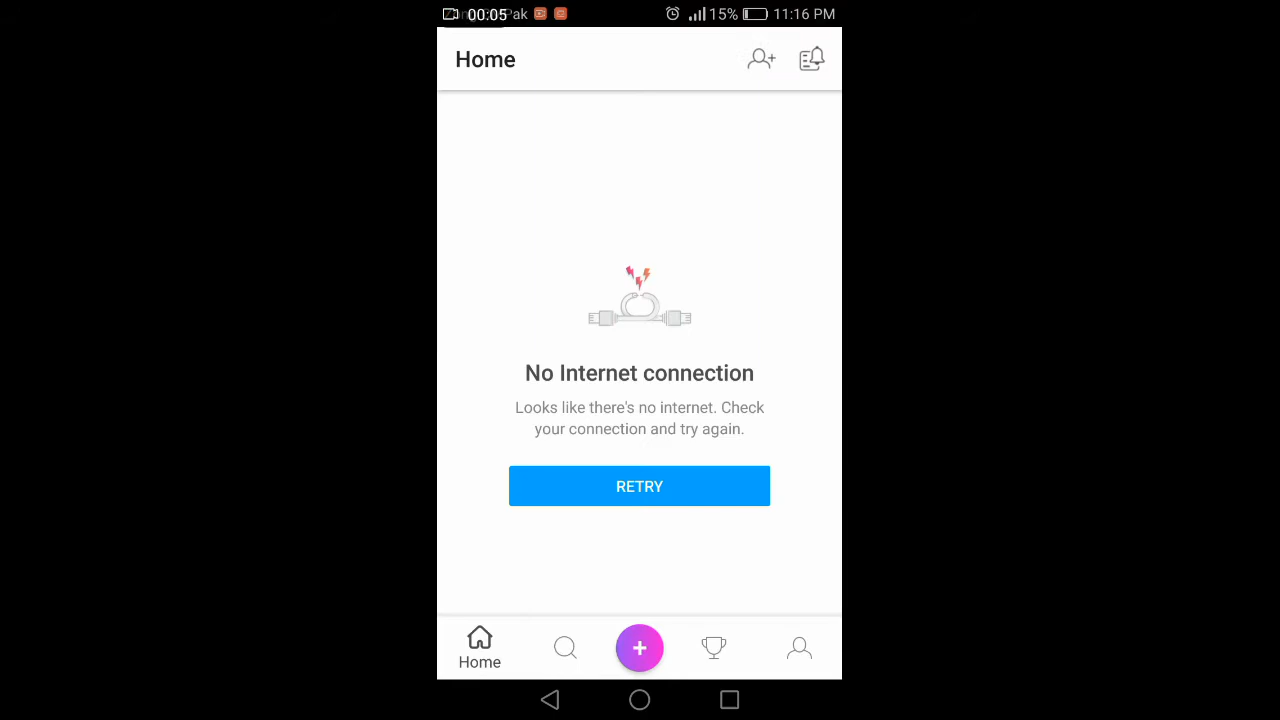 00:05 Pak 15% 11:16 PM
Home
No Internet connection
Looks like there's no internet. Check
your connection and try again.
RETRY
Home